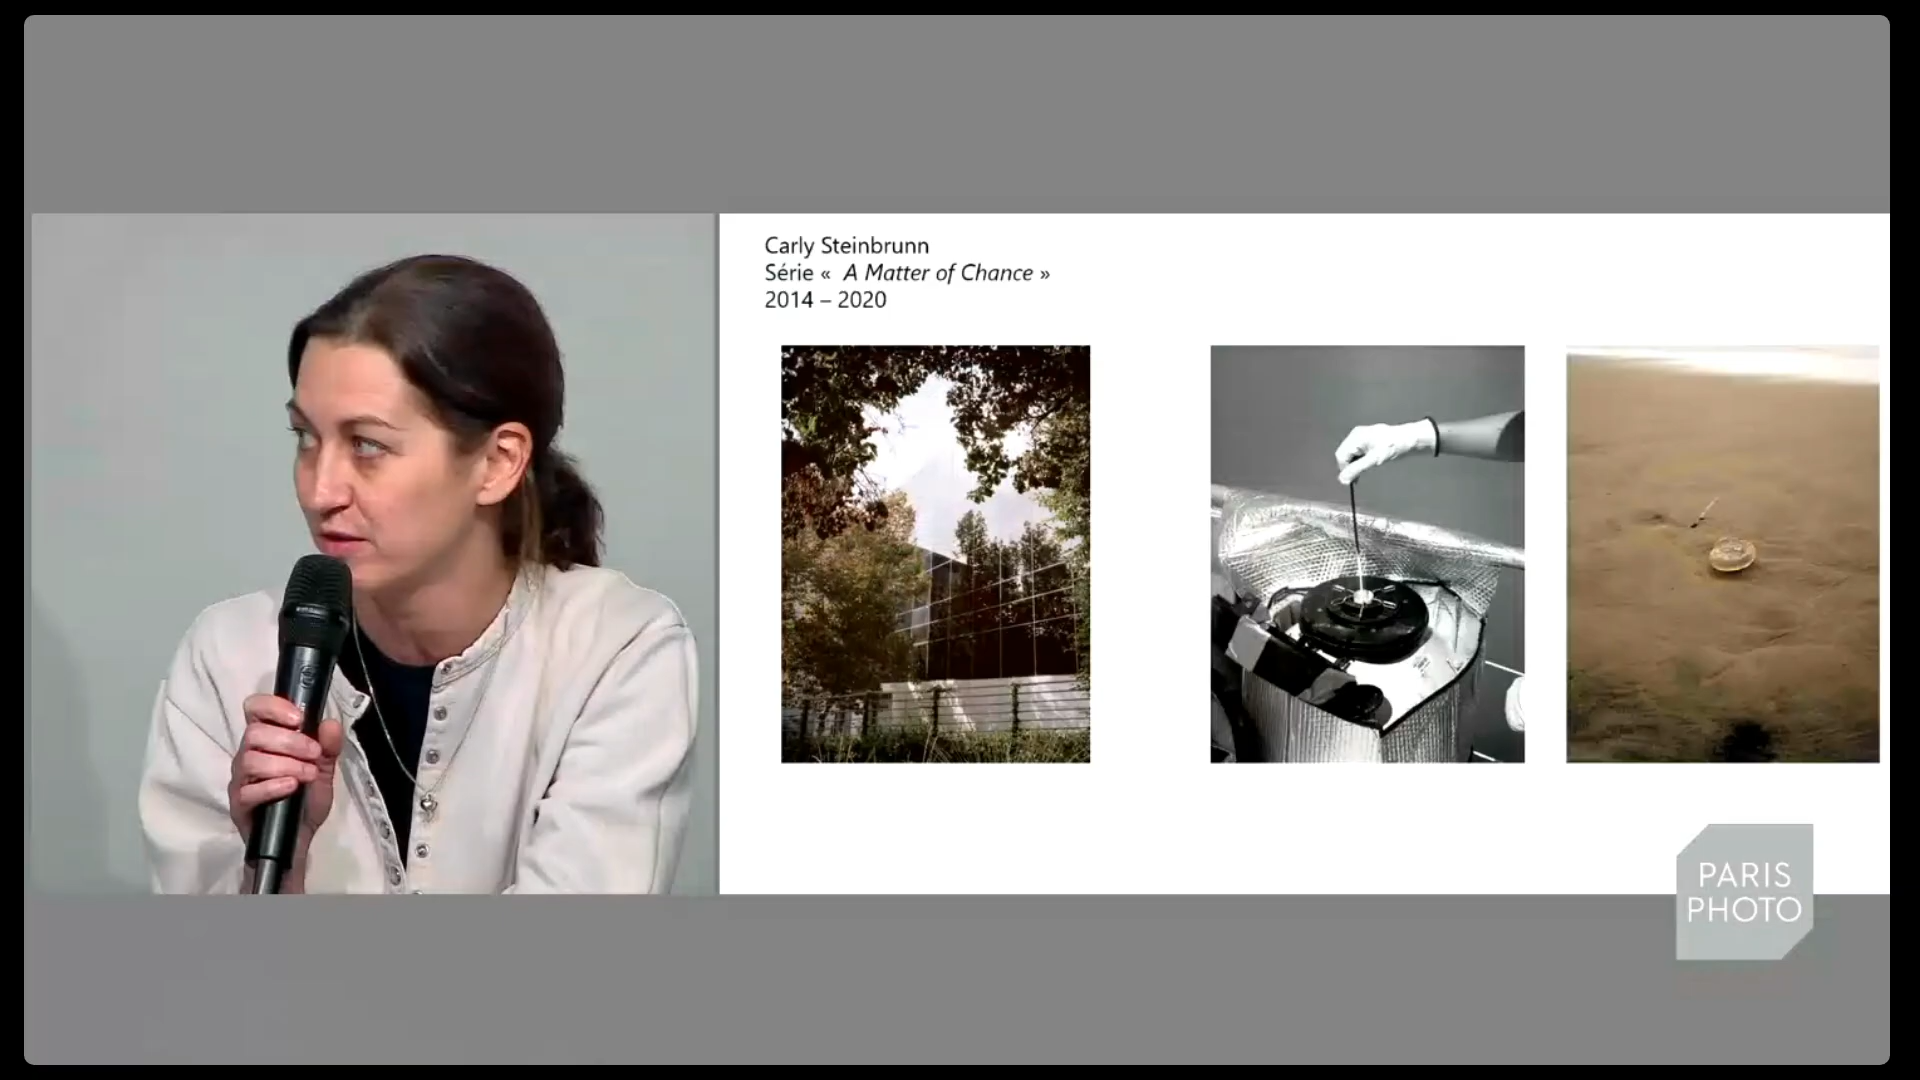 Carly Steinbrunn
Série «  A Matter of Chance »
2014 – 2020
PARIS
PHOTO